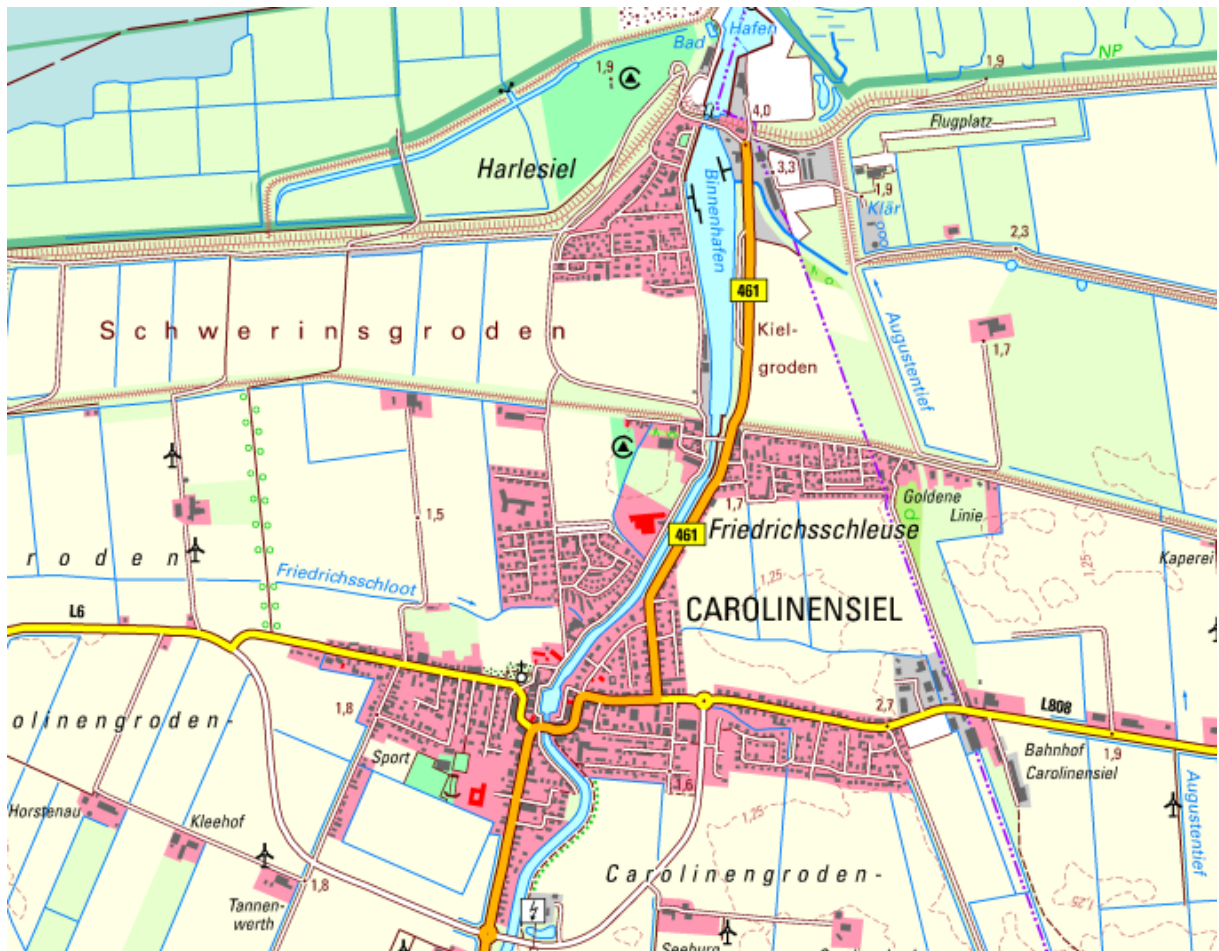 Hafen
Bad
NP
1,9
1,9
4,0
Flugplatz
Harlesiel
3,3
1,9
Binnenhafen
Klär
2,3
461
Schwerinsgroden
Kiel-
groden
Augustentief
1,7
1,5
1,7
Goldene
Linie
461
Friedrichsschleuse
roden
Kaperei
1,25
1,25
Friedrichsschloot
L6
CAROLINENSIEL
1,8
2,7
L808
olinengroden-
Sport
1,9
Bahnhof
Carolinensiel
1,6
Augustentief
Horstenau
Kleehof
1,25
Carolinengroden-
1,8
Tannen-
werth
1,25
Seeburg